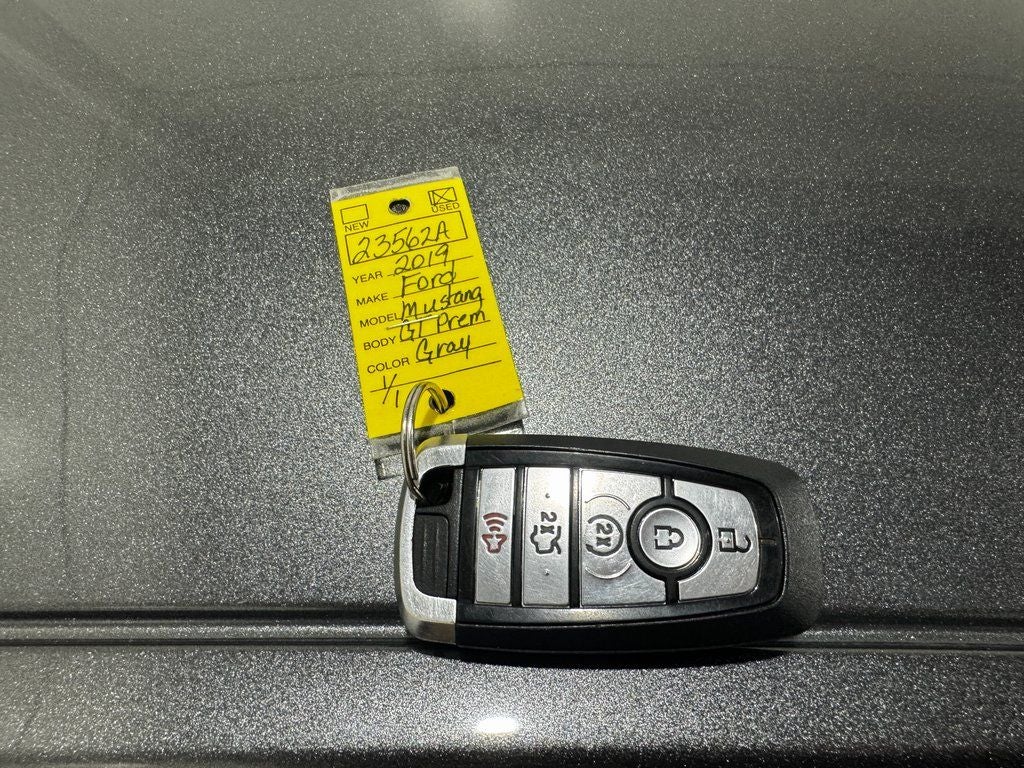 NEW
USED
23562A
YEAR 2019
MAKE Ford
MODEL Mustang
BODY GT Prem
COLOR Gray
1/1
2x
2x